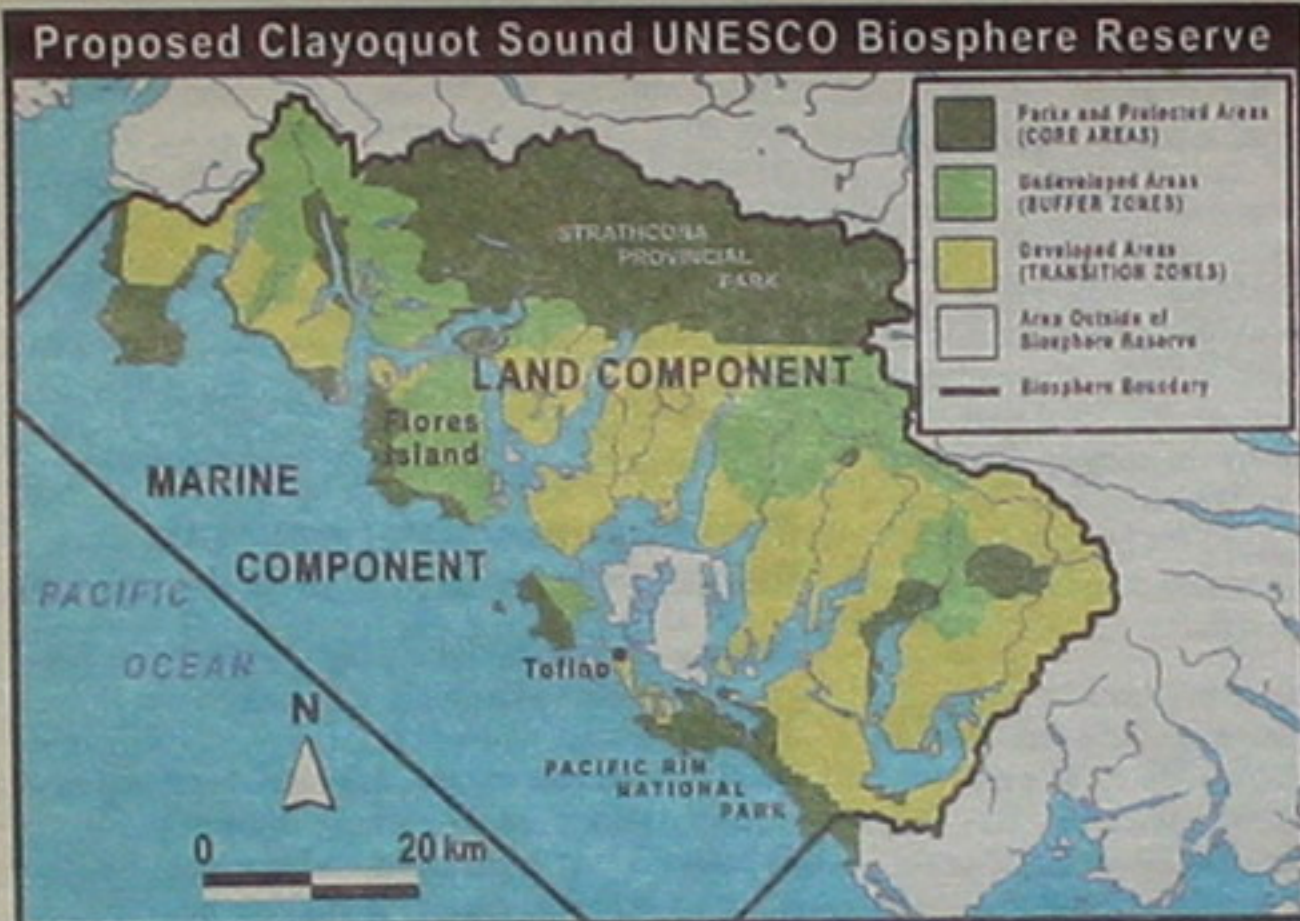 Proposed Clayoquot Sound UNESCO Biosphere Reserve
Parks and Protected Areas
(CORE AREAS)
Undeveloped Areas
(BUFFER ZONES)
Developed Areas
(TRANSITION ZONES)
Area Outside of
Biosphere Reserve
Biosphere Boundary
STRATHCONA
PROVINCIAL
PARK
LAND COMPONENT
Flores
Island
MARINE
COMPONENT
PACIFIC
OCEAN
Tofino
PACIFIC RIM
NATIONAL
PARK
N
0 20 km